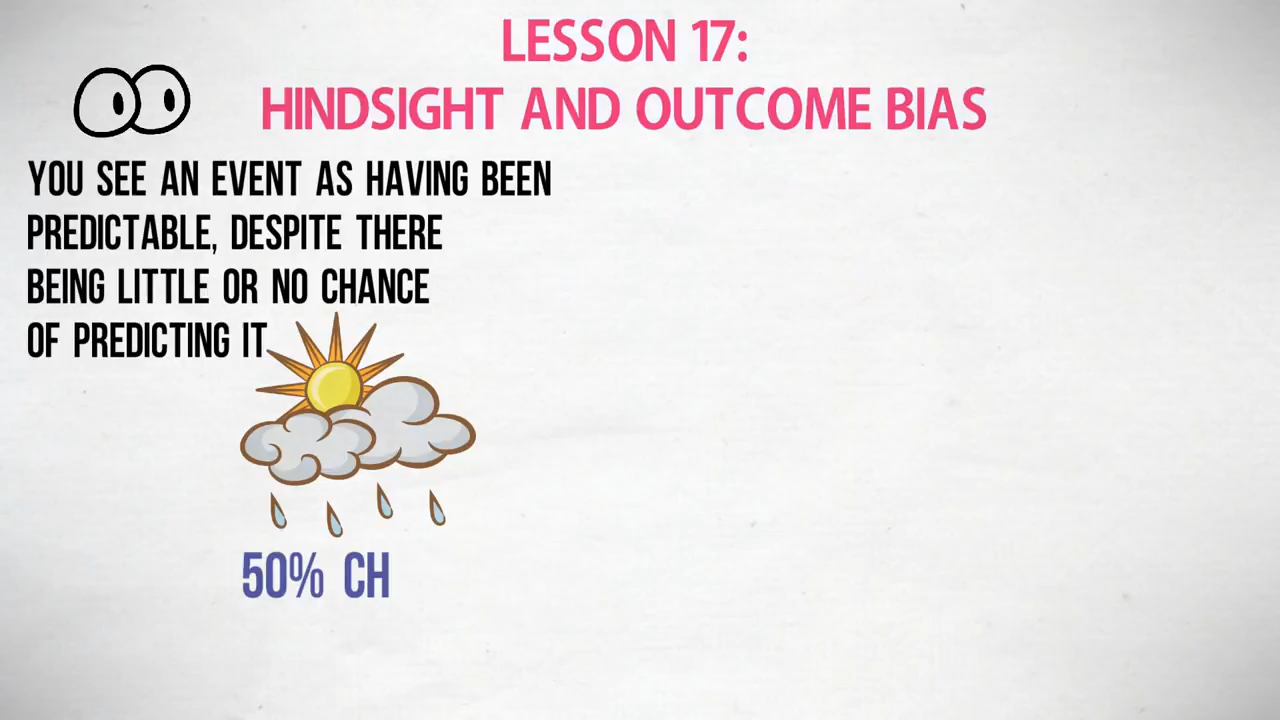 LESSON 17:
HINDSIGHT AND OUTCOME BIAS
YOU SEE AN EVENT AS HAVING BEEN
PREDICTABLE, DESPITE THERE
BEING LITTLE OR NO CHANCE
OF PREDICTING IT
50% CH